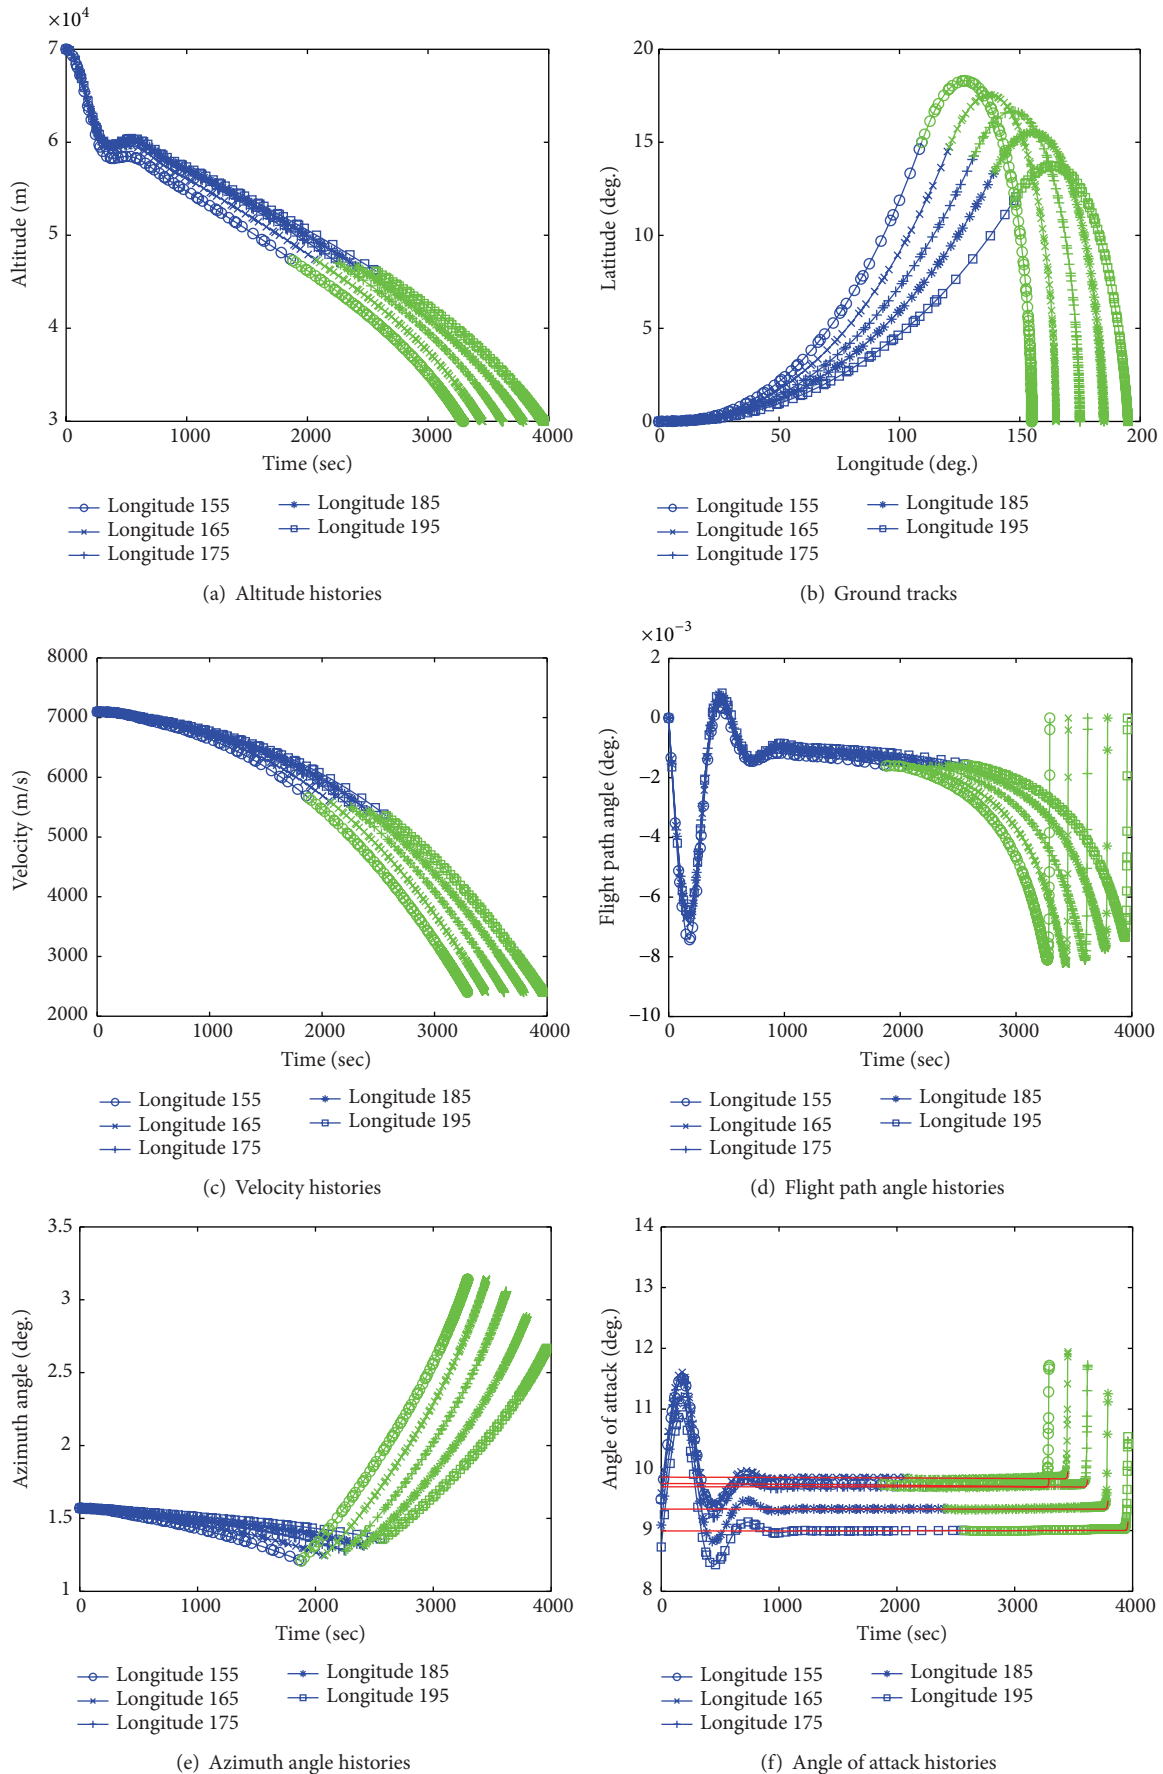 ×10⁴
7
6
5
4
3
Altitude (m)
0 1000 2000 3000 4000
Time (sec)
Longitude 155
Longitude 165
Longitude 175
Longitude 185
Longitude 195
(a) Altitude histories
20
15
10
5
0
Latitude (deg.)
50 100 150 200
Longitude (deg.)
Longitude 155
Longitude 165
Longitude 175
Longitude 185
Longitude 195
(b) Ground tracks
8000
7000
6000
5000
4000
3000
2000
Velocity (m/s)
0 1000 2000 3000 4000
Time (sec)
Longitude 155
Longitude 165
Longitude 175
Longitude 185
Longitude 195
(c) Velocity histories
×10⁻³
2
0
−2
−4
−6
−8
−10
Flight path angle (deg.)
0 1000 2000 3000 4000
Time (sec)
Longitude 155
Longitude 165
Longitude 175
Longitude 185
Longitude 195
(d) Flight path angle histories
3.5
3
2.5
2
1.5
1
Azimuth angle (deg.)
0 1000 2000 3000 4000
Time (sec)
Longitude 155
Longitude 165
Longitude 175
Longitude 185
Longitude 195
(e) Azimuth angle histories
14
13
12
11
10
9
8
Angle of attack (deg.)
0 1000 2000 3000 4000
Time (sec)
Longitude 155
Longitude 165
Longitude 175
Longitude 185
Longitude 195
(f) Angle of attack histories